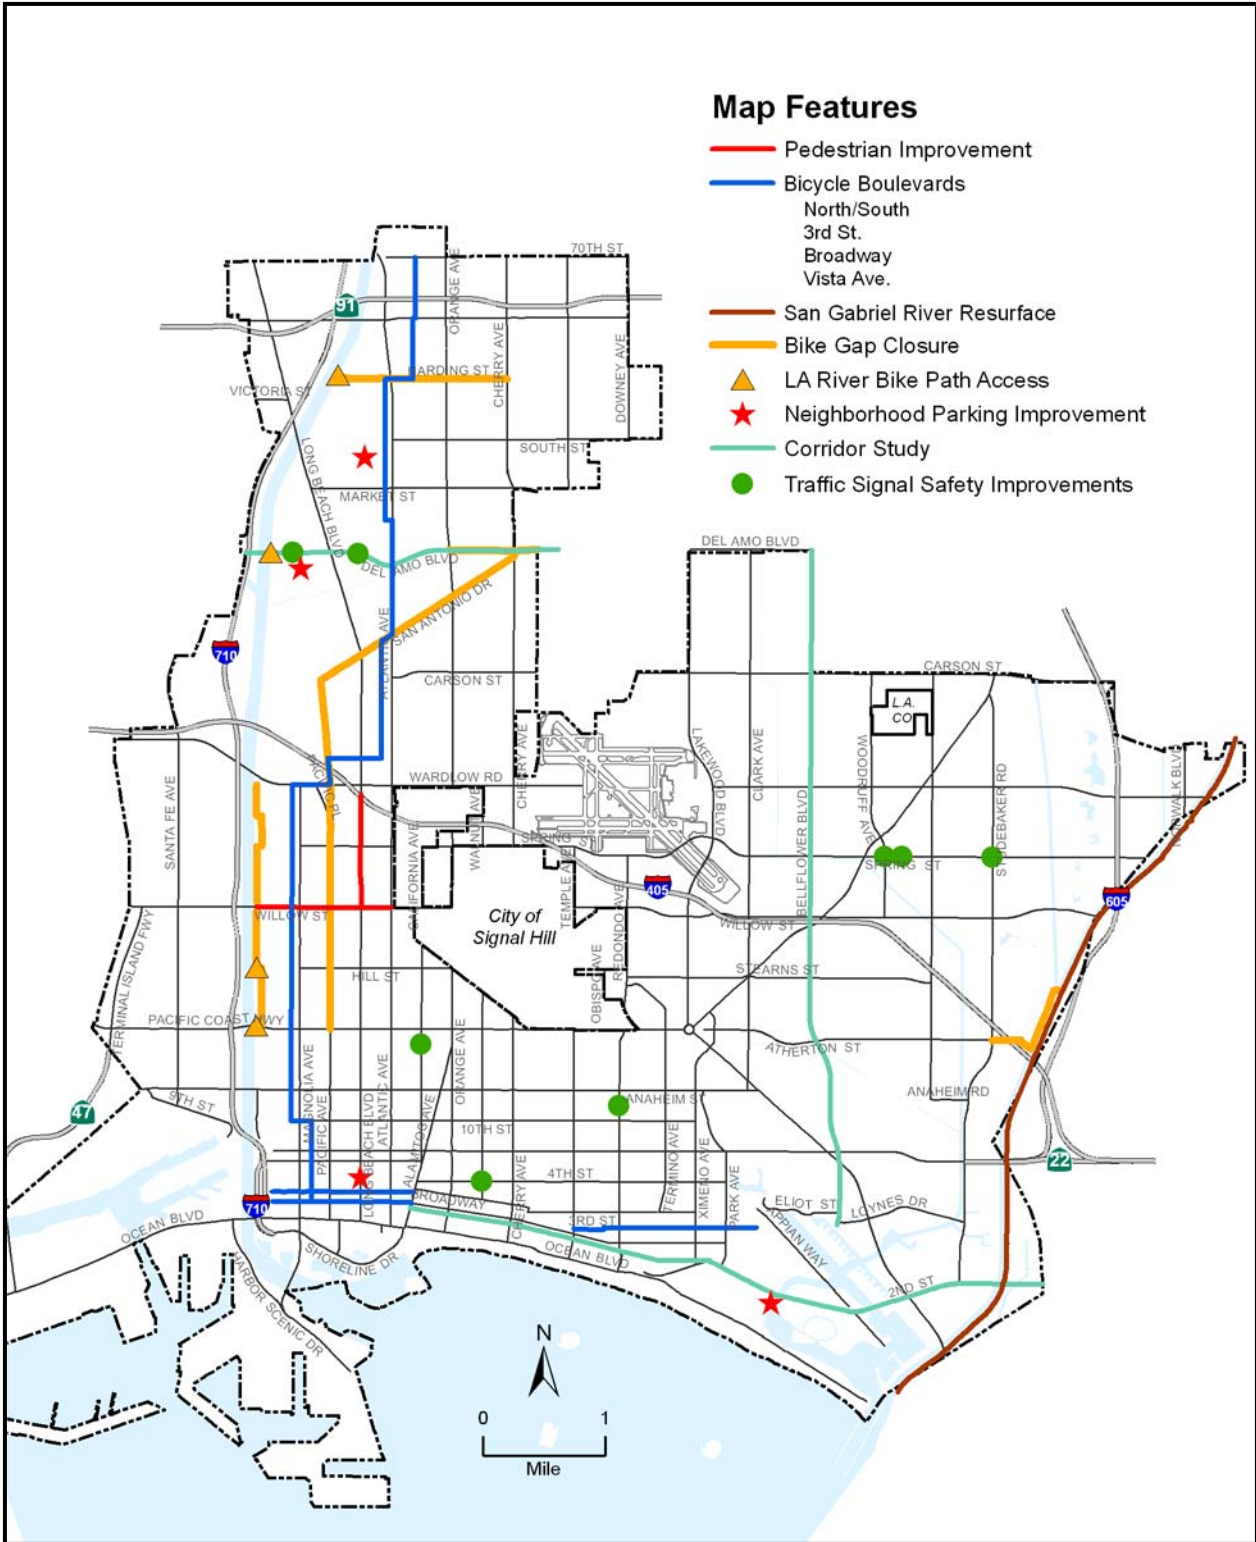 Map Features
Pedestrian Improvement
Bicycle Boulevards
North/South
3rd St.
Broadway
Vista Ave.
San Gabriel River Resurface
Bike Gap Closure
LA River Bike Path Access
Neighborhood Parking Improvement
Corridor Study
Traffic Signal Safety Improvements
70TH ST
ORANGE AVE
91
CHERRY AVE
DOWNEY AVE
HARDING ST
VICTORIA ST
SOUTH ST
LONG BEACH BLVD
MARKET ST
DEL AMO BLVD
DEL AMO BLVD
SAN ANTONIO DR
ATLANTIC AVE
710
CARSON ST
CARSON ST
L.A.
CO
PACIFIC PL
WARDLOW RD
CHERRY AVE
LAKEWOOD BLVD
CLARK AVE
WOODRUFF AVE
STUDEBAKER RD
NORWALK BLVD
SANTA FE AVE
WALNUT AVE
CALIFORNIA AVE
BELLFLOWER BLVD
SPRING ST
SPRING ST
TEMPLE AVE
405
REDONDO AVE
605
WILLOW ST
City of
Signal Hill
WILLOW ST
TERMINAL ISLAND FWY
HILL ST
OBISPO AVE
STEARNS ST
PACIFIC COAST HWY
ATHERTON ST
MAGNOLIA AVE
PACIFIC AVE
LONG BEACH BLVD
ATLANTIC AVE
ALAMITOS AVE
ORANGE AVE
9TH ST
47
ANAHEIM ST
ANAHEIM RD
10TH ST
TERMINO AVE
XIMENO AVE
PARK AVE
22
4TH ST
CHERRY AVE
BROADWAY
710
3RD ST
ELIOT ST
LOYNES DR
APPIAN WAY
OCEAN BLVD
SHORELINE DR
OCEAN BLVD
2ND ST
HARBOR SCENIC DR
N
0 1
Mile